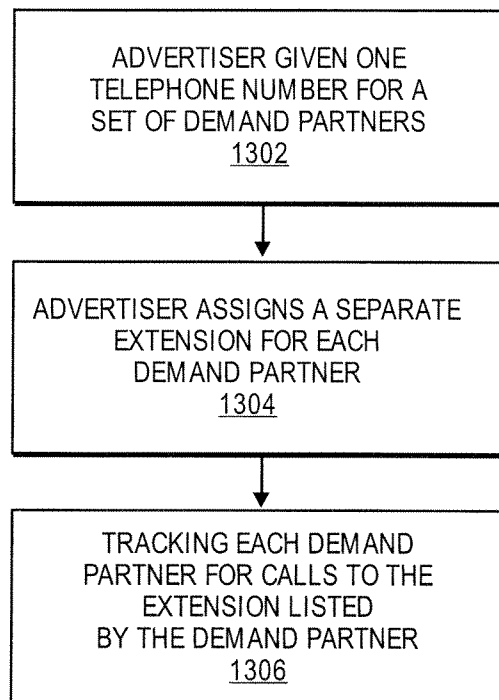 ADVERTISER GIVEN ONE
TELEPHONE NUMBER FOR A
SET OF DEMAND PARTNERS
1302
ADVERTISER ASSIGNS A SEPARATE
EXTENSION FOR EACH
DEMAND PARTNER
1304
TRACKING EACH DEMAND
PARTNER FOR CALLS TO THE
EXTENSION LISTED
BY THE DEMAND PARTNER
1306